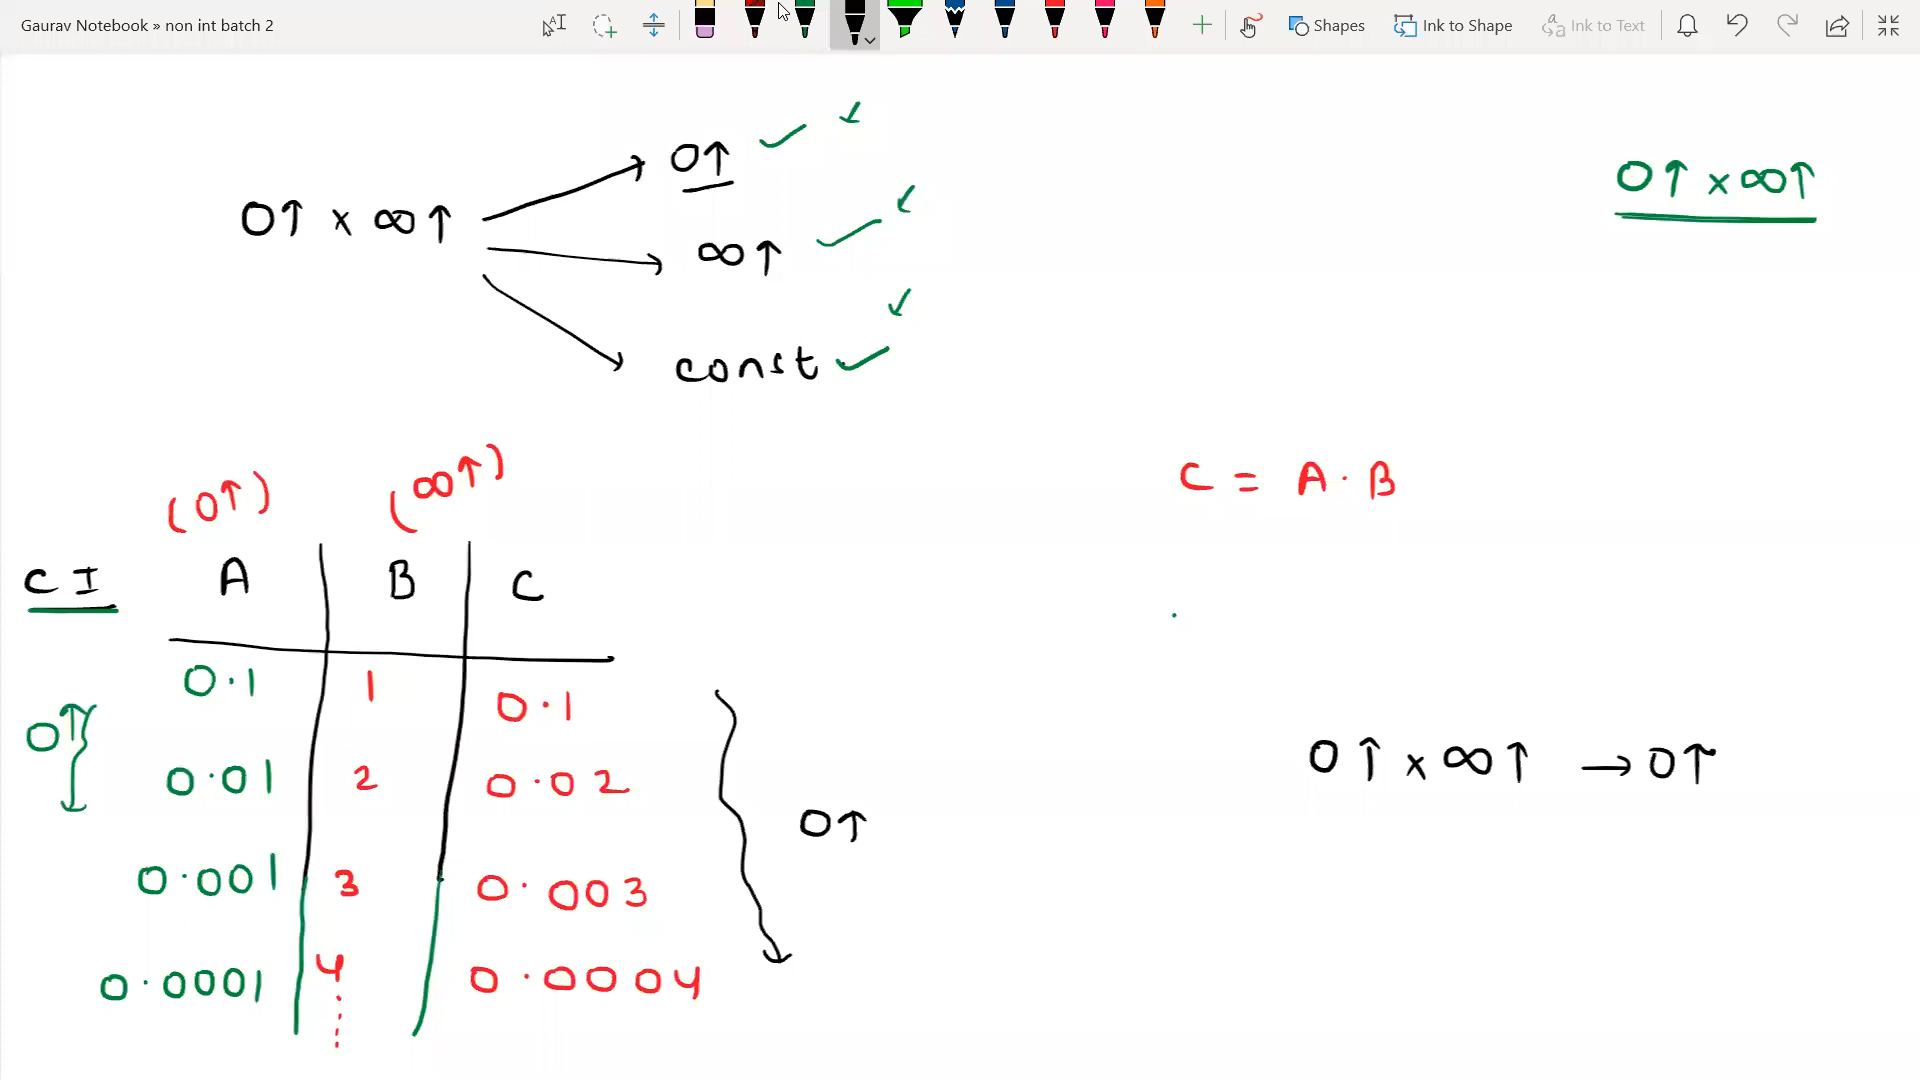 Gaurav Notebook » non int batch 2
Shapes
Ink to Shape
Ink to Text
0↑ x ∞↑
0↑
∞↑
const
0↑ x ∞↑
(0↑) (∞↑)
C = A · B
C I A B C
0.1 1 0.1
0↑
0.01 2 0.02
0.001 3 0.003
0.0001 4 0.0004
0↑
0↑ x ∞↑ → 0↑